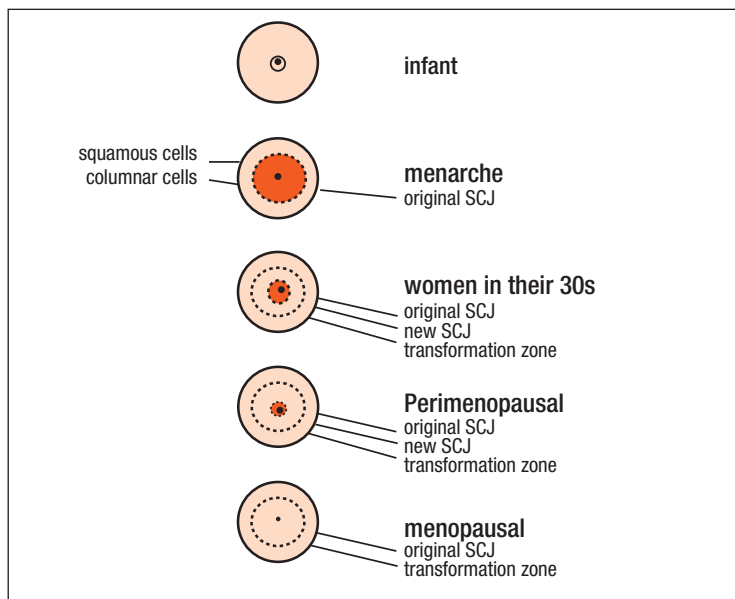 infant
squamous cells
columnar cells
menarche
original SCJ
women in their 30s
original SCJ
new SCJ
transformation zone
Perimenopausal
original SCJ
new SCJ
transformation zone
menopausal
original SCJ
transformation zone